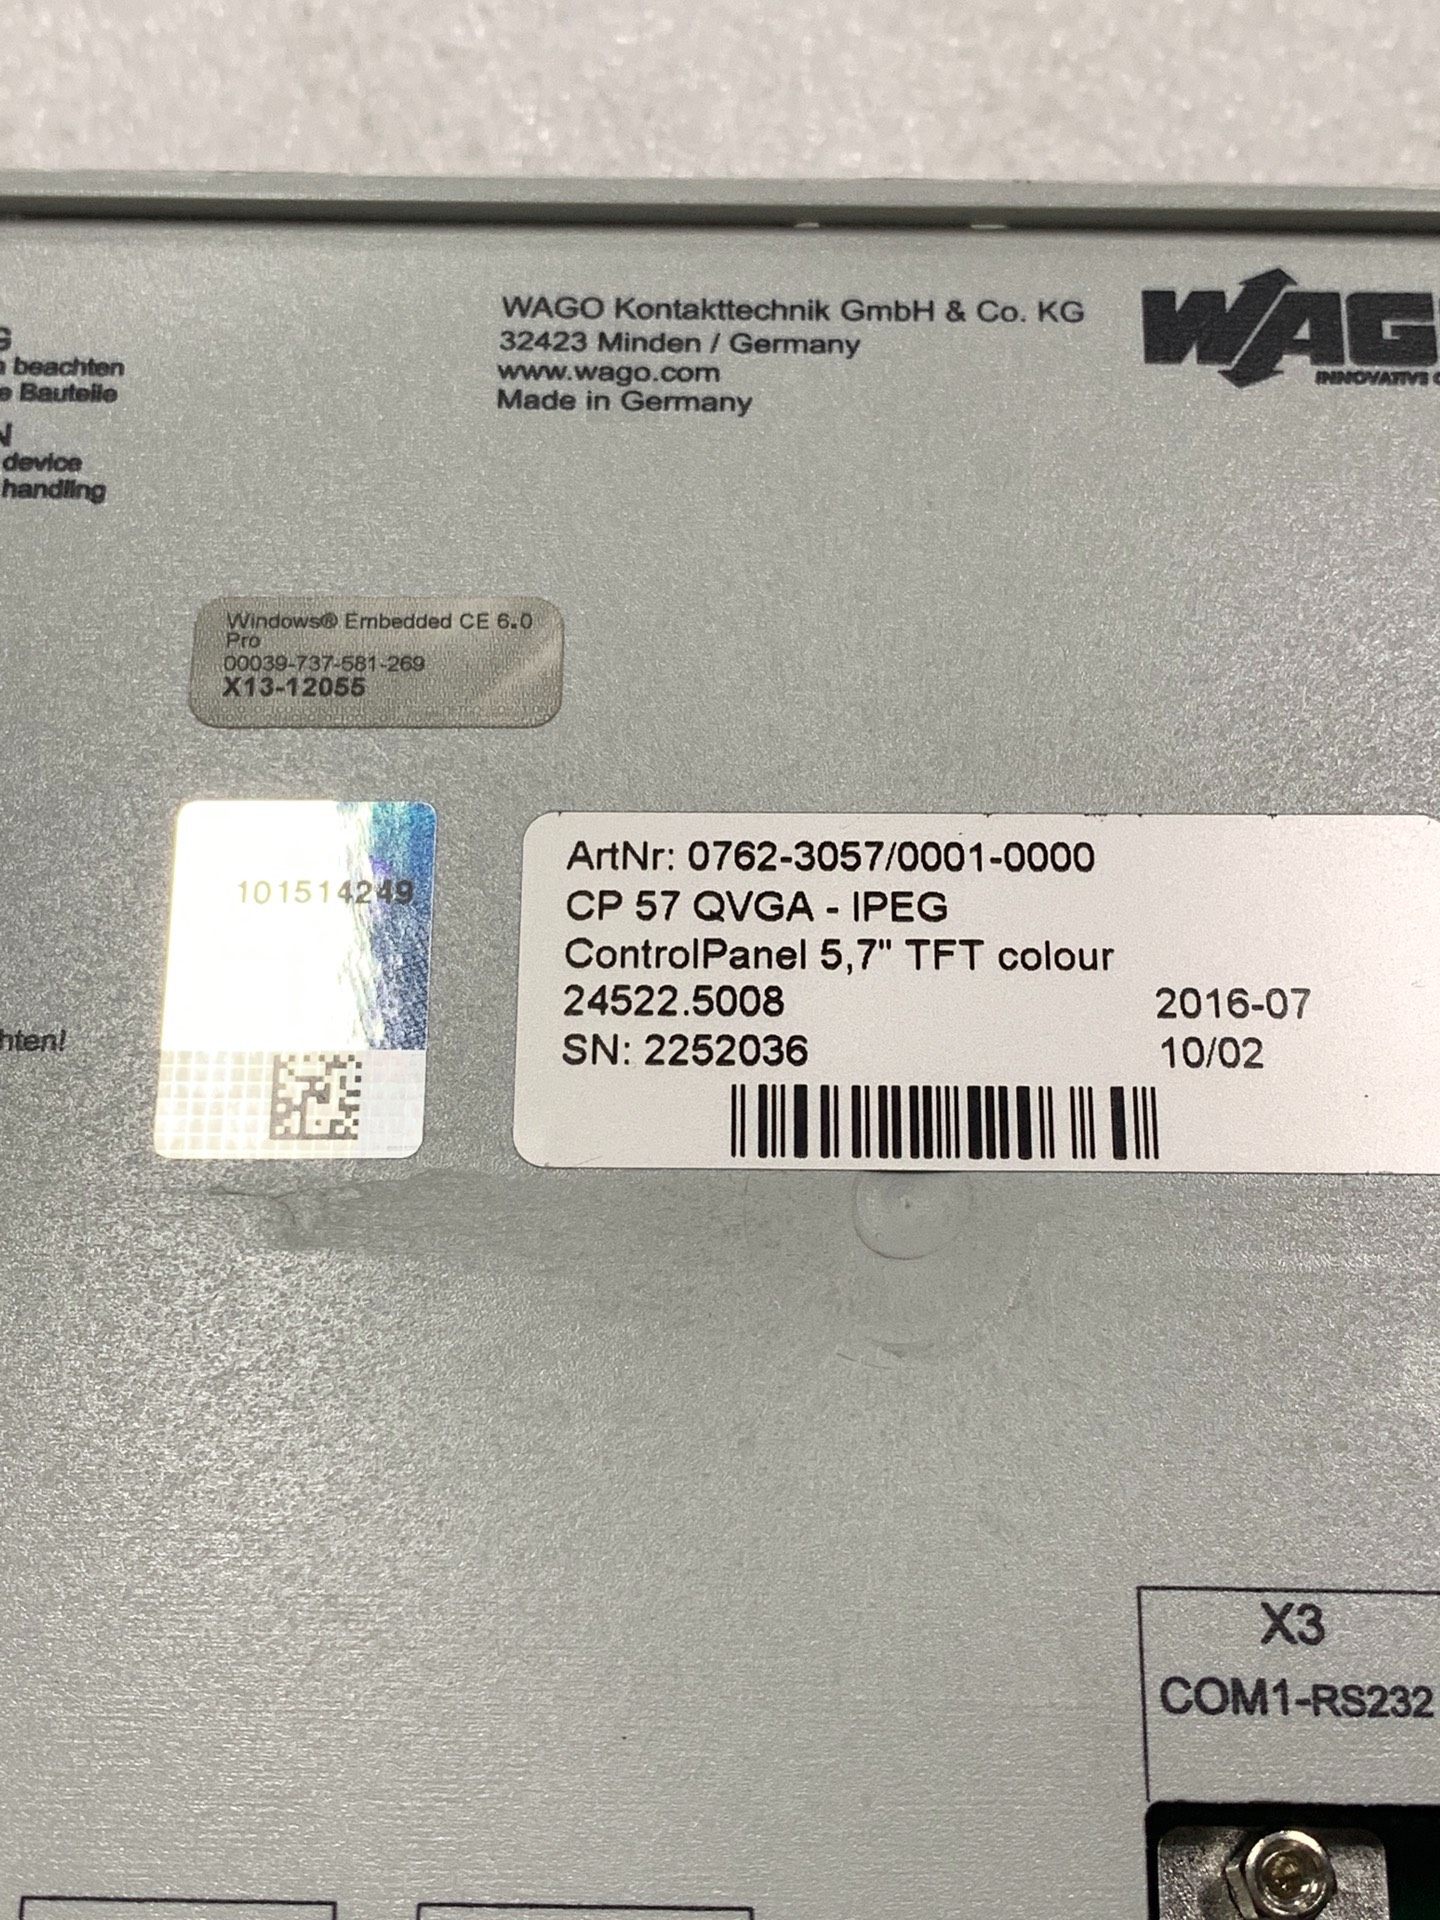 WAGO Kontakttechnik GmbH & Co. KG
32423 Minden / Germany
www.wago.com
Made in Germany
WAG
INNOVATIVE
beachten
Bauteile
device
handling
Windows® Embedded CE 6.0
Pro
00039-737-581-269
X13-12055
101514249
ArtNr: 0762-3057/0001-0000
CP 57 QVGA - IPEG
ControlPanel 5,7" TFT colour
24522.5008 2016-07
SN: 2252036 10/02
hten!
X3
COM1-RS232